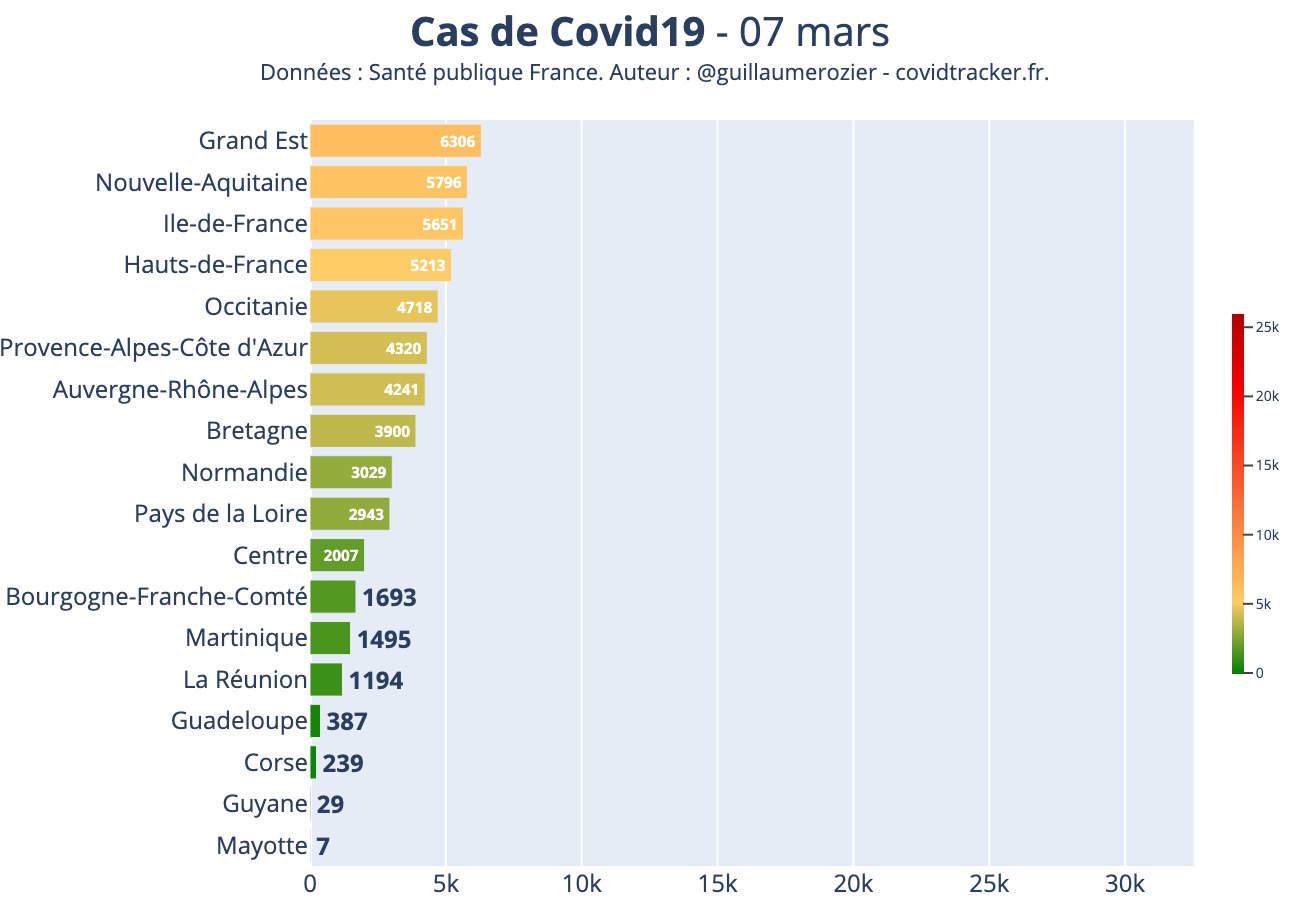 Cas de Covid19 - 07 mars
Données : Santé publique France. Auteur : @guillaumerozier - covidtracker.fr.
Grand Est 6306
Nouvelle-Aquitaine 5796
Ile-de-France 5651
Hauts-de-France 5213
Occitanie 4718
Provence-Alpes-Côte d'Azur 4320
Auvergne-Rhône-Alpes 4241
Bretagne 3900
Normandie 3029
Pays de la Loire 2943
Centre 2007
Bourgogne-Franche-Comté 1693
Martinique 1495
La Réunion 1194
Guadeloupe 387
Corse 239
Guyane 29
Mayotte 7
0 5k 10k 15k 20k 25k 30k
25k
20k
15k
10k
5k
0